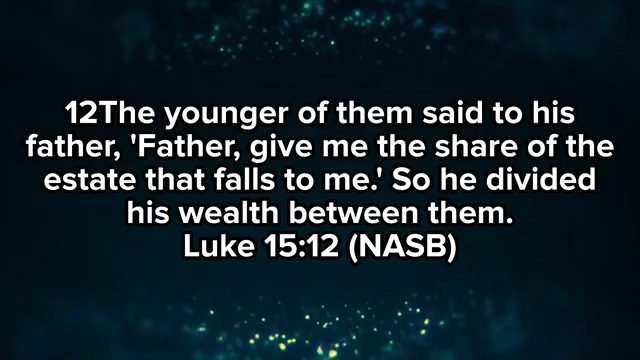 12The younger of them said to his
father, 'Father, give me the share of the
estate that falls to me.' So he divided
his wealth between them.
Luke 15:12 (NASB)